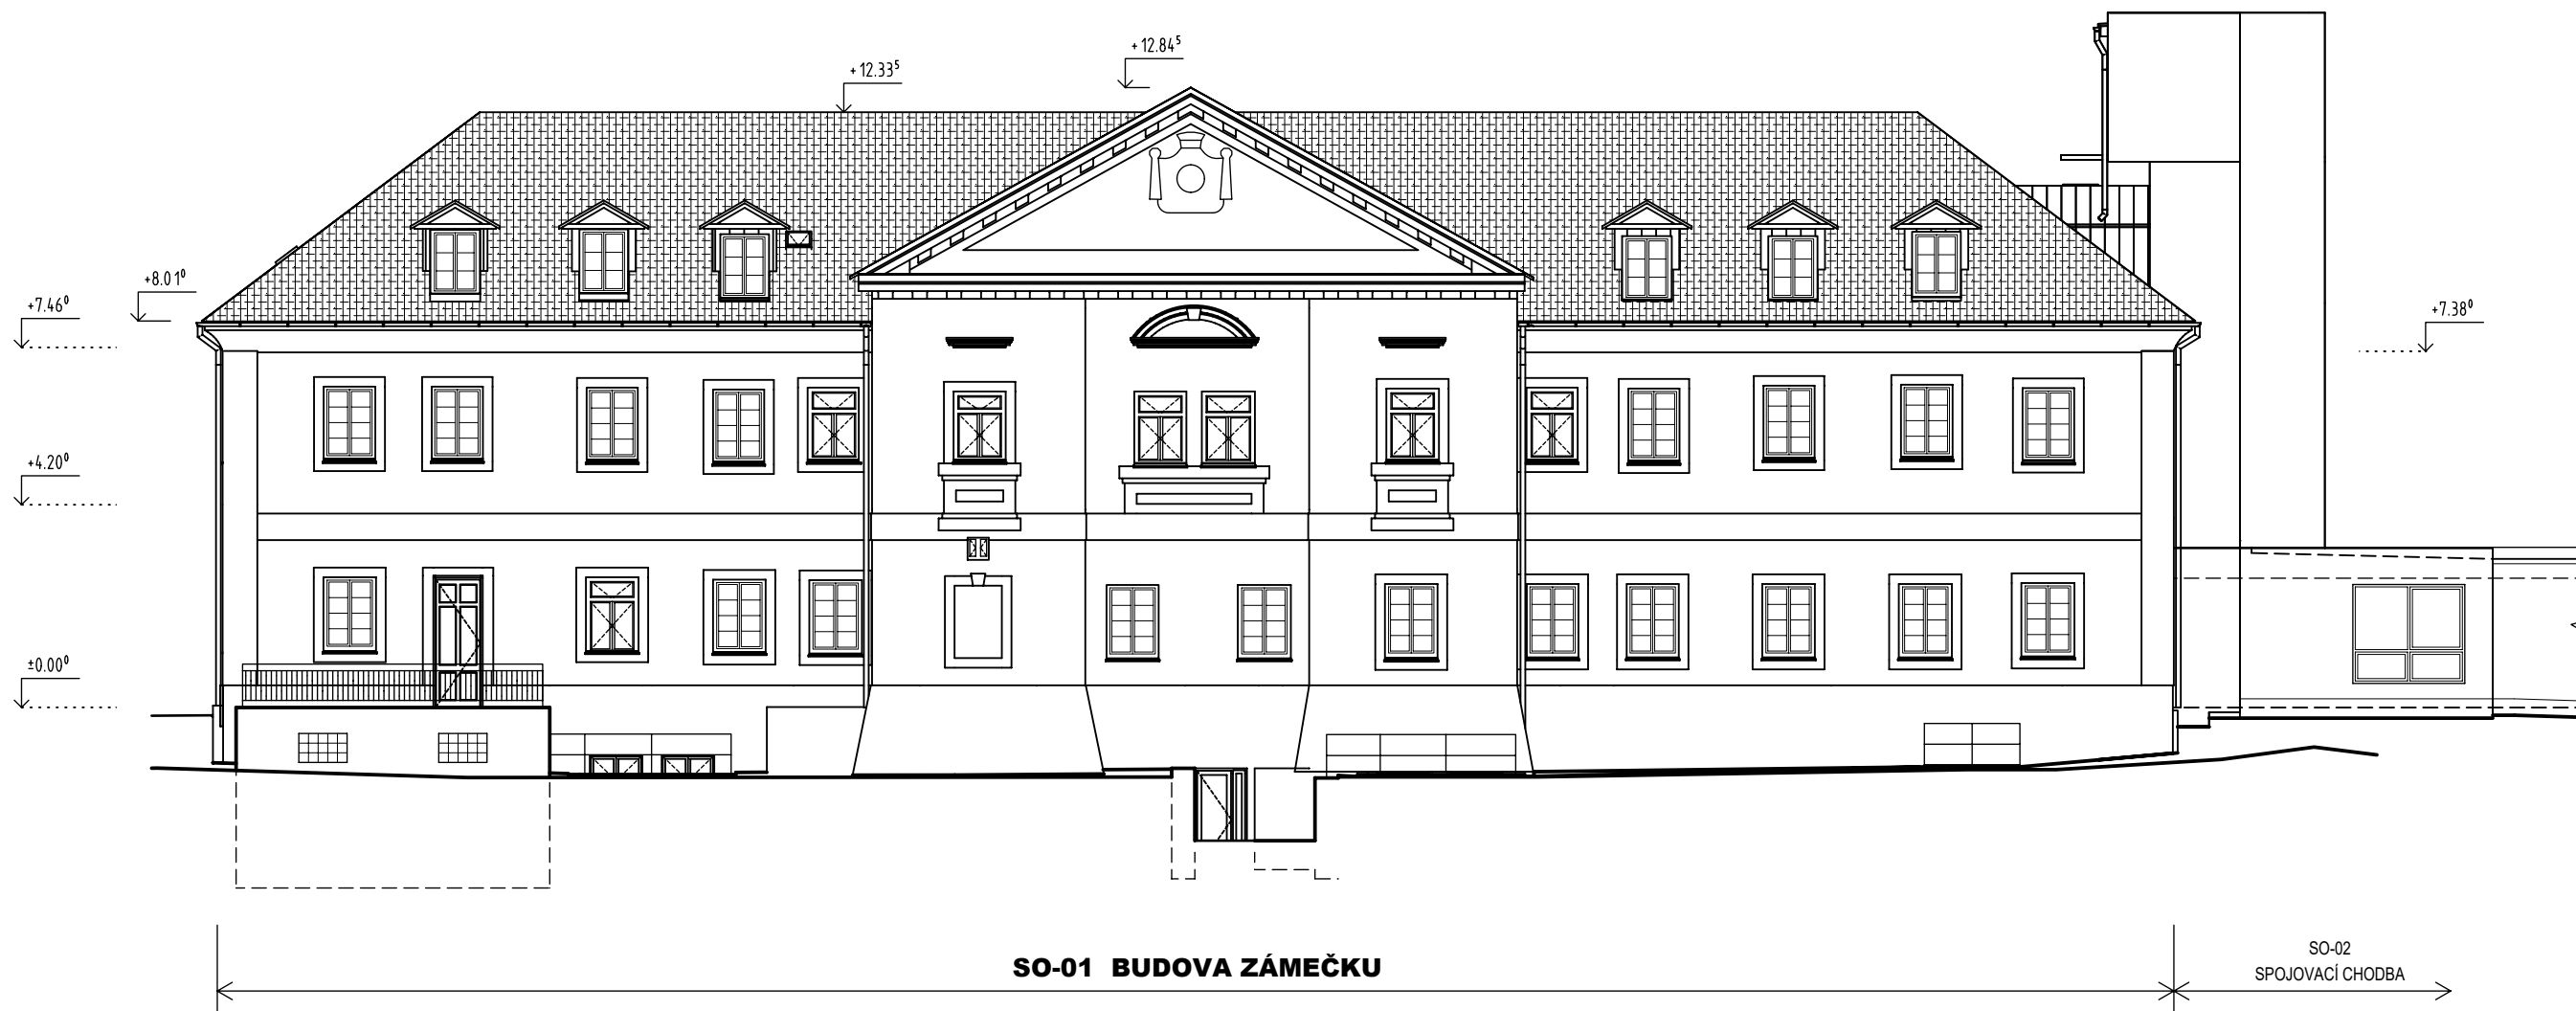 +12.84⁵
+12.33⁵
+8.01⁰
+7.46⁰
+7.38⁰
+4.20⁰
±0.00⁰
SO-01 BUDOVA ZÁMEČKU
SO-02
SPOJOVACÍ CHODBA